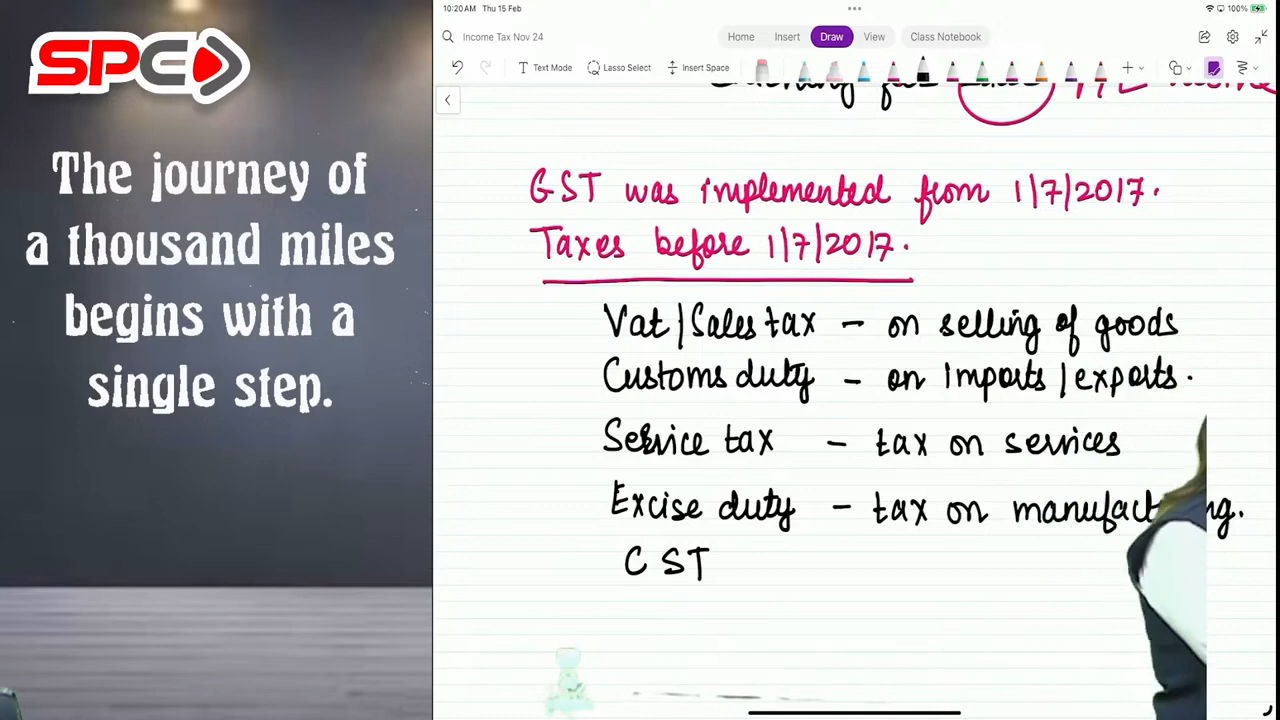 SPE
The journey of
a thousand miles
begins with a
single step.
10:20 AM Thu 15 Feb
100%
Income Tax Nov 24
Home Insert Draw View Class Notebook
Text Mode Lasso Select Insert Space
GST was implemented from 1/7/2017.
Taxes before 1/7/2017.
Vat/Sales tax – on selling of goods
Customs duty – on Imports/exports.
Service tax – tax on services
Excise duty – tax on
CST